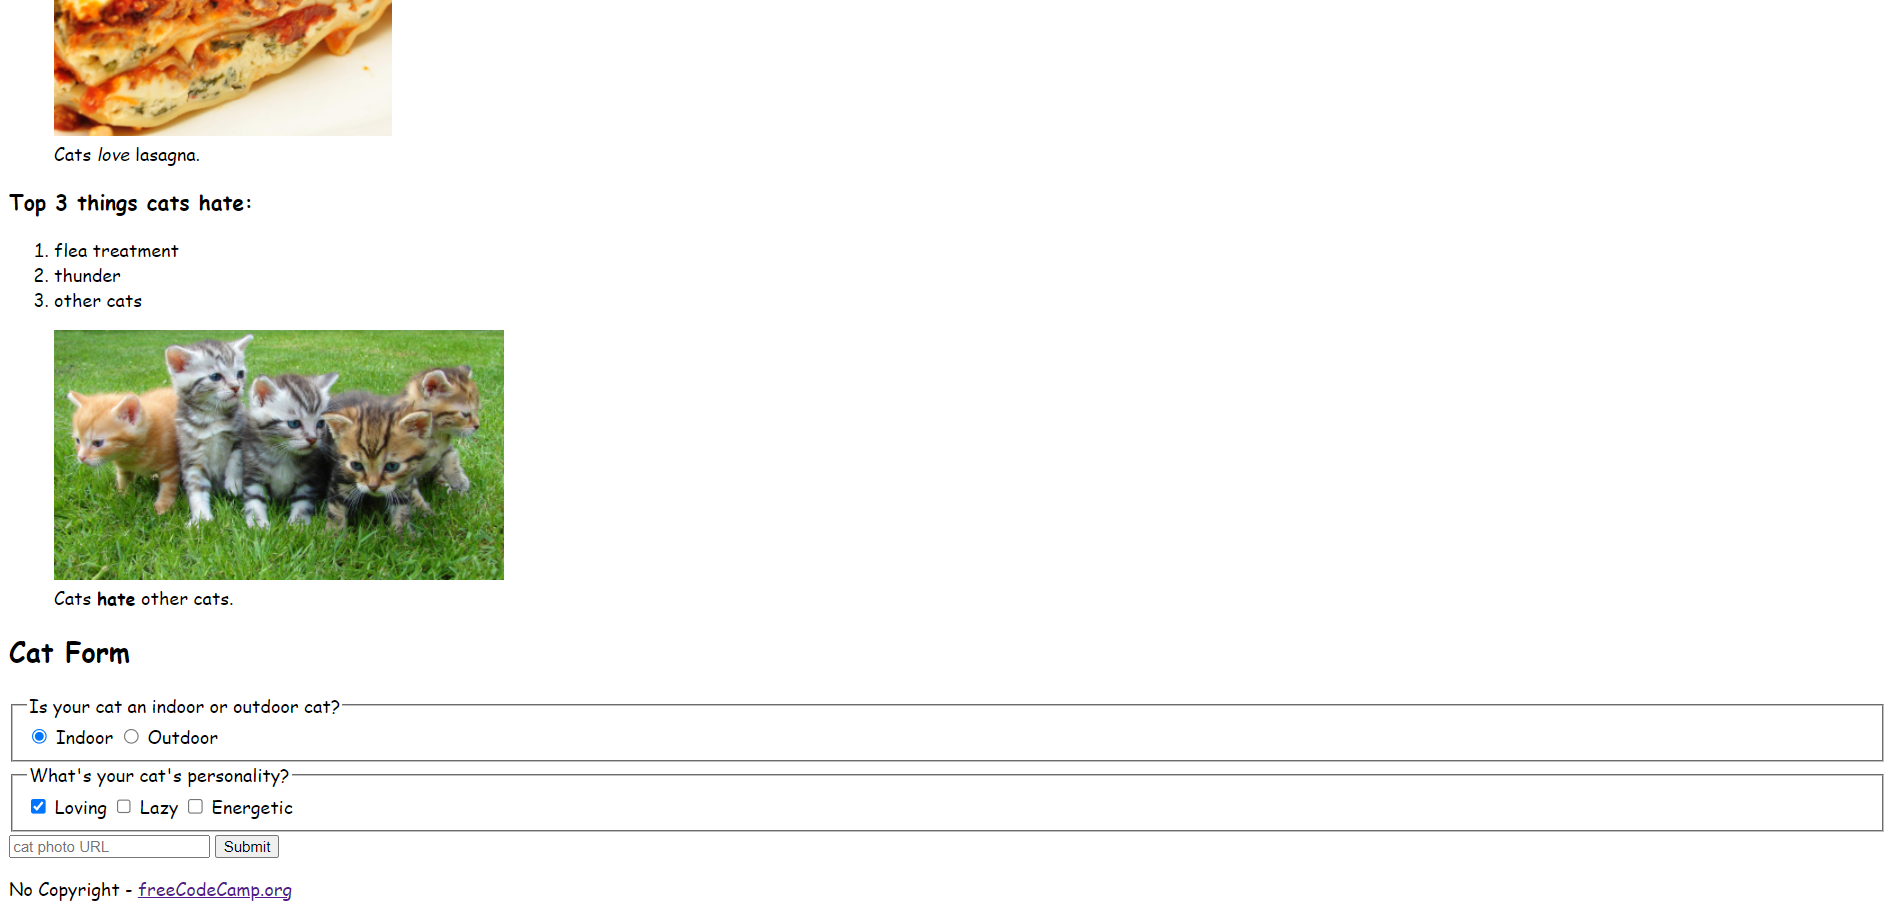 Cats love lasagna.
Top 3 things cats hate:
1. flea treatment
2. thunder
3. other cats
Cats hate other cats.
Cat Form
Is your cat an indoor or outdoor cat?
Indoor Outdoor
What's your cat's personality?
Loving Lazy Energetic
cat photo URL Submit
No Copyright - freeCodeCamp.org